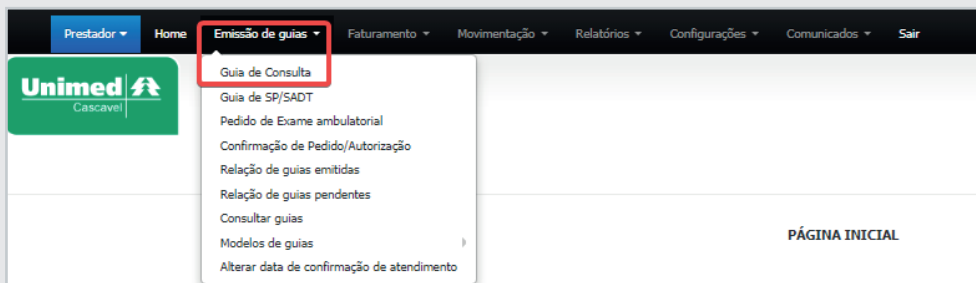 Prestador Home Emissão de guias Faturamento Movimentação Relatórios Configurações Comunicados Sair
Unimed
Cascavel
Guia de Consulta
Guia de SP/SADT
Pedido de Exame ambulatorial
Confirmação de Pedido/Autorização
Relação de guias emitidas
Relação de guias pendentes
Consultar guias
Modelos de guias
Alterar data de confirmação de atendimento
PÁGINA INICIAL